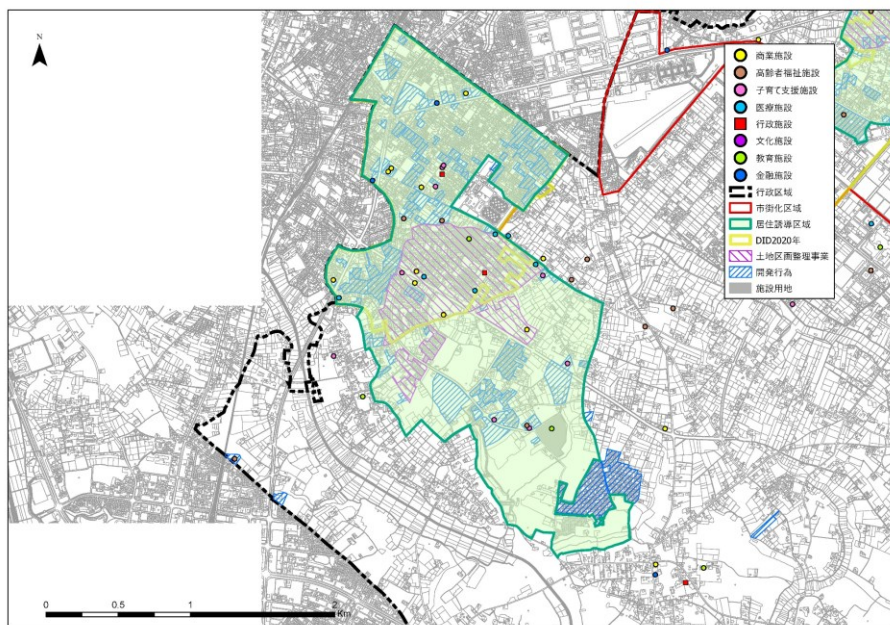 N
商業施設
高齢者福祉施設
子育て支援施設
医療施設
行政施設
文化施設
教育施設
金融施設
行政区域
市街化区域
居住誘導区域
DID2020年
土地区画整理事業
開発行為
施設用地
0 0.5 1 2
Km